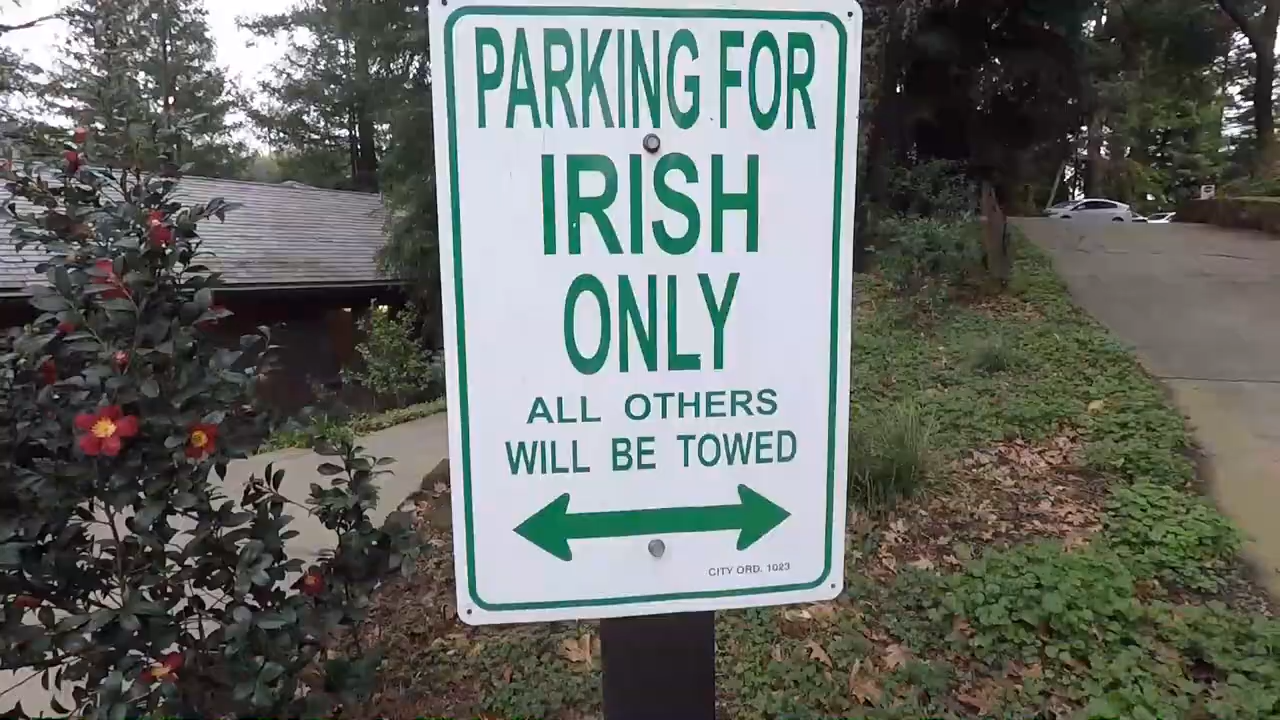 PARKING FOR
IRISH
ONLY
ALL OTHERS
WILL BE TOWED
CITY ORD. 1023